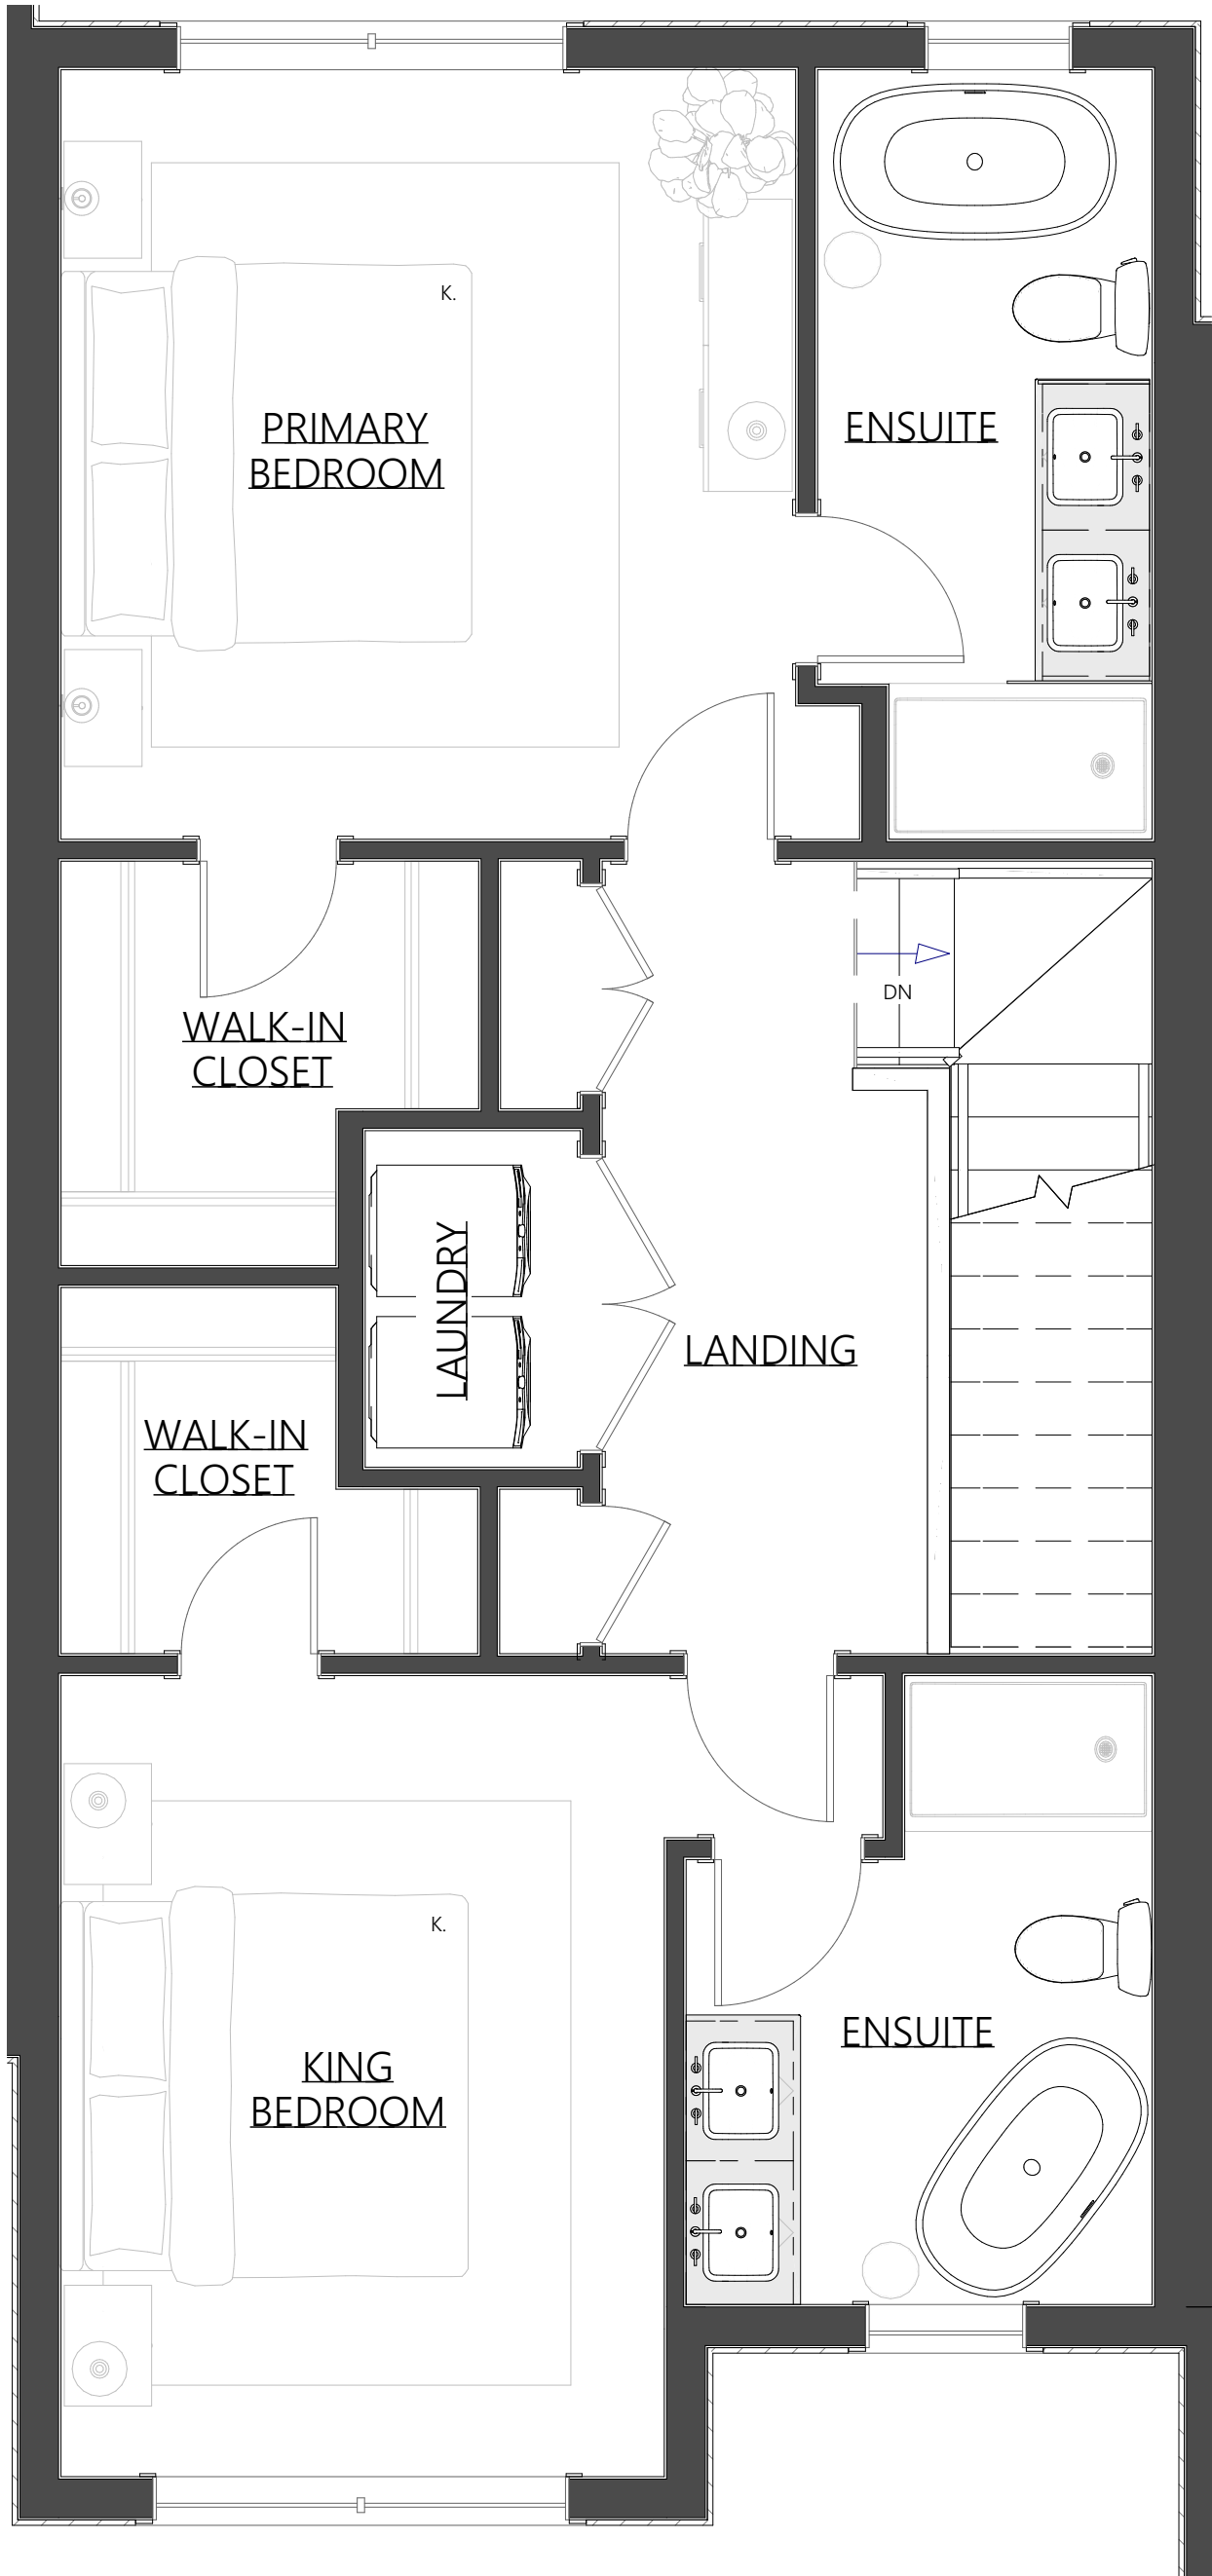 K.
PRIMARY
BEDROOM
ENSUITE
DN
WALK-IN
CLOSET
LAUNDRY
LANDING
WALK-IN
CLOSET
K.
ENSUITE
KING
BEDROOM